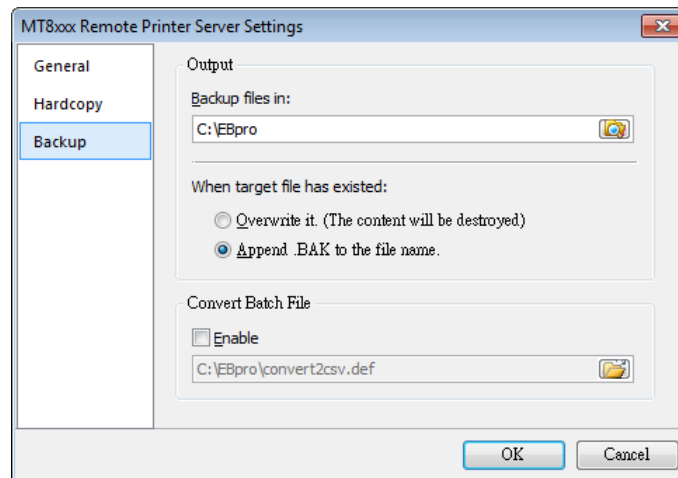 MT8xxx Remote Printer Server Settings
General
Hardcopy
Backup
Output
Backup files in:
C:\EBpro
When target file has existed:
Overwrite it. (The content will be destroyed)
Append .BAK to the file name.
Convert Batch File
Enable
C:\EBpro\convert2csv.def
OK
Cancel